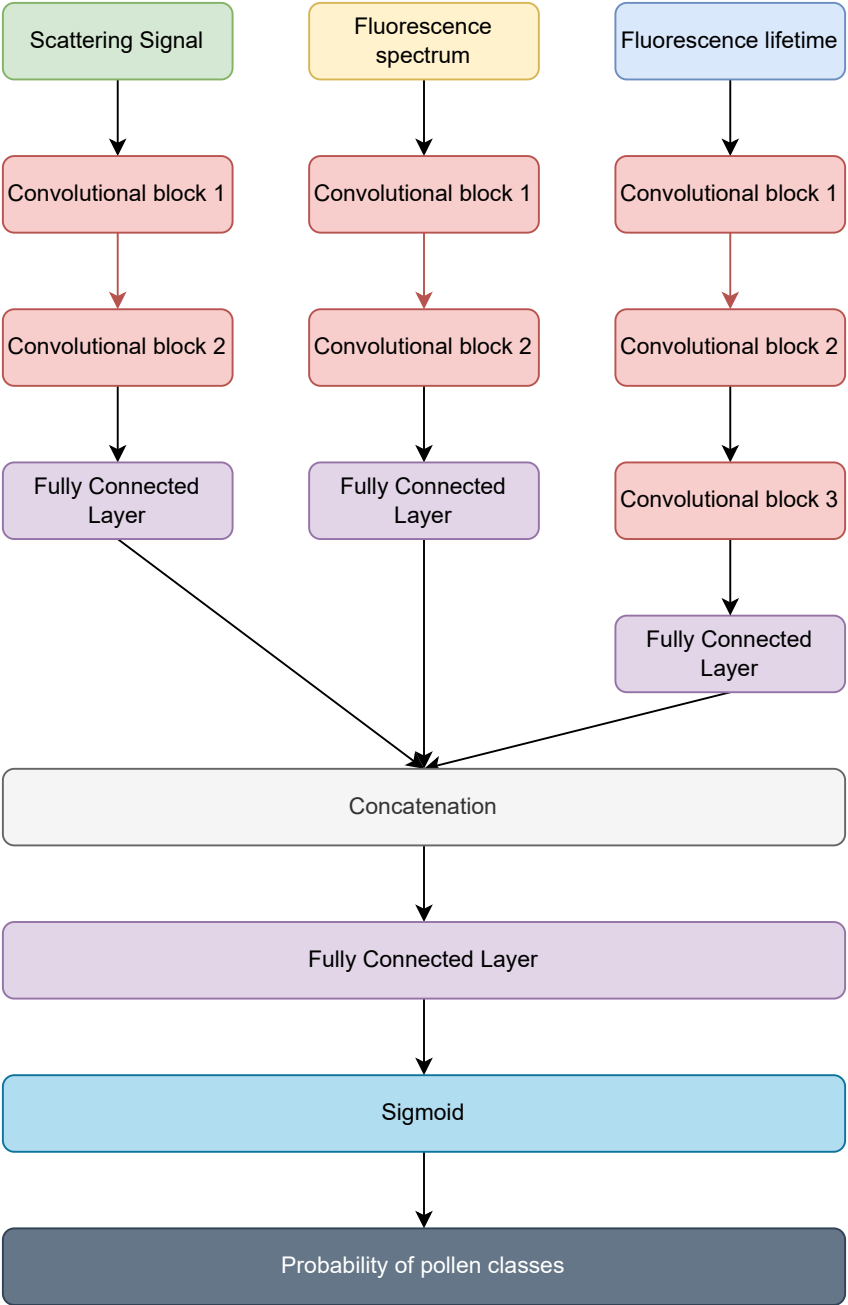 Scattering Signal
Fluorescence
spectrum
Fluorescence lifetime
Convolutional block 1
Convolutional block 1
Convolutional block 1
Convolutional block 2
Convolutional block 2
Convolutional block 2
Fully Connected
Layer
Fully Connected
Layer
Convolutional block 3
Fully Connected
Layer
Concatenation
Fully Connected Layer
Sigmoid
Probability of pollen classes